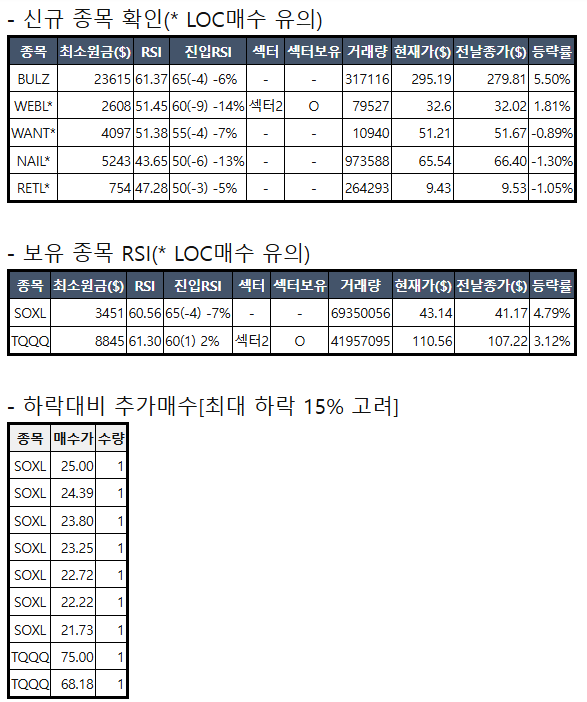 - 신규 종목 확인(* LOC매수 유의)
종목 최소원금($) RSI 진입RSI 섹터 섹터보유 거래량 현재가($) 전날종가($) 등락률
BULZ 23615 61.37 65(-4) -6% - - 317116 295.19 279.81 5.50%
WEBL* 2608 51.45 60(-9) -14% 섹터2 O 79527 32.6 32.02 1.81%
WANT* 4097 51.38 55(-4) -7% - - 10940 51.21 51.67 -0.89%
NAIL* 5243 43.65 50(-6) -13% - - 973588 65.54 66.40 -1.30%
RETL* 754 47.28 50(-3) -5% - - 264293 9.43 9.53 -1.05%
- 보유 종목 RSI(* LOC매수 유의)
종목 최소원금($) RSI 진입RSI 섹터 섹터보유 거래량 현재가($) 전날종가($) 등락률
SOXL 3451 60.56 65(-4) -7% - - 69350056 43.14 41.17 4.79%
TQQQ 8845 61.30 60(1) 2% 섹터2 O 41957095 110.56 107.22 3.12%
- 하락대비 추가매수[최대 하락 15% 고려]
종목 매수가 수량
SOXL 25.00 1
SOXL 24.39 1
SOXL 23.80 1
SOXL 23.25 1
SOXL 22.72 1
SOXL 22.22 1
SOXL 21.73 1
TQQQ 75.00 1
TQQQ 68.18 1